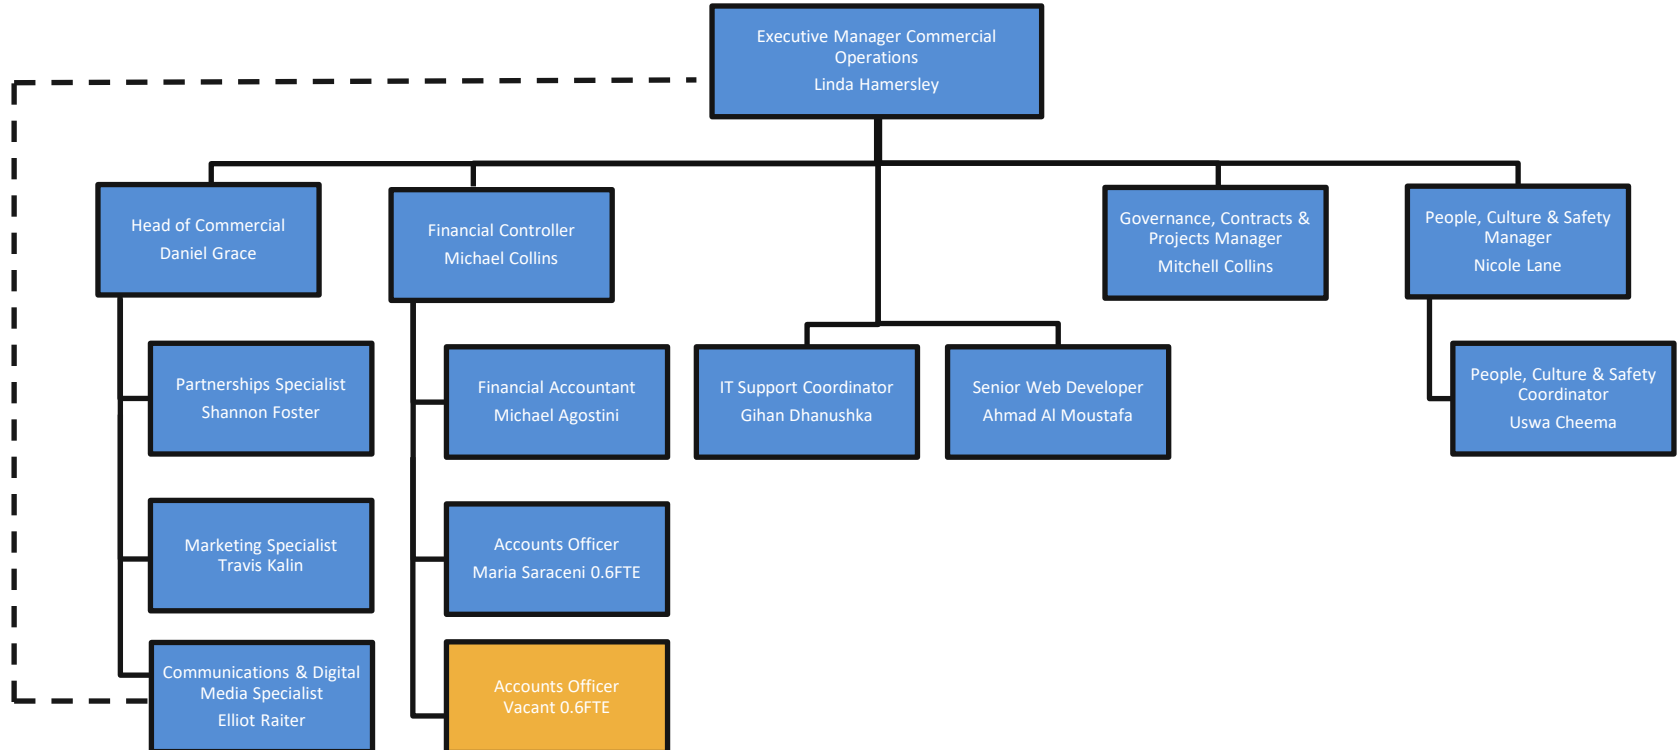 Executive Manager Commercial
Operations
Linda Hamersley
Head of Commercial
Daniel Grace
Financial Controller
Michael Collins
Governance, Contracts &
Projects Manager
Mitchell Collins
People, Culture & Safety
Manager
Nicole Lane
Partnerships Specialist
Shannon Foster
Financial Accountant
Michael Agostini
IT Support Coordinator
Gihan Dhanushka
Senior Web Developer
Ahmad Al Moustafa
People, Culture & Safety
Coordinator
Uswa Cheema
Marketing Specialist
Travis Kalin
Accounts Officer
Maria Saraceni 0.6FTE
Communications & Digital
Media Specialist
Elliot Raiter
Accounts Officer
Vacant 0.6FTE